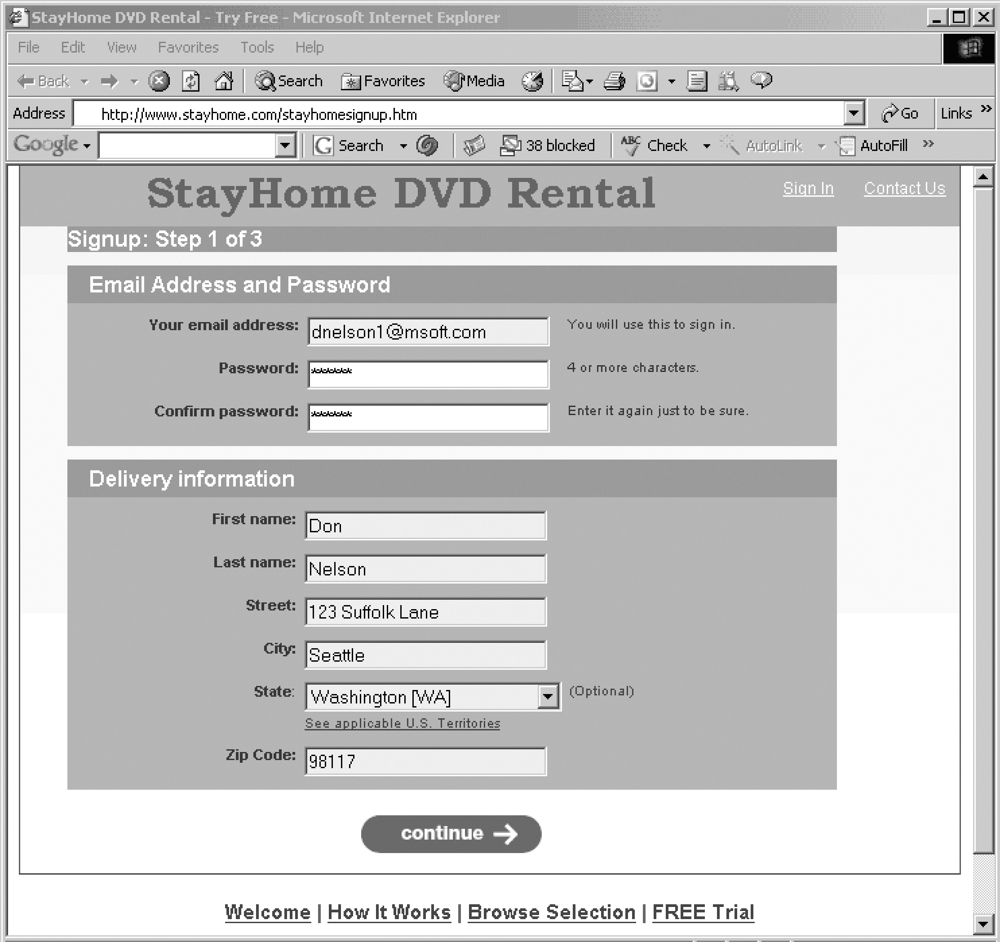 StayHome DVD Rental - Try Free - Microsoft Internet Explorer
File Edit View Favorites Tools Help
Back Search Favorites Media
Address http://www.stayhome.com/stayhomesignup.htm Go Links »
Google G Search 38 blocked ABC Check AutoLink AutoFill »
StayHome DVD Rental Sign In Contact Us
Signup: Step 1 of 3
Email Address and Password
Your email address: dnelson1@msoft.com You will use this to sign in.
Password: ****** 4 or more characters.
Confirm password: ****** Enter it again just to be sure.
Delivery information
First name: Don
Last name: Nelson
Street: 123 Suffolk Lane
City: Seattle
State: Washington [WA] (Optional)
See applicable U.S. Territories
Zip Code: 98117
continue →
Welcome | How It Works | Browse Selection | FREE Trial